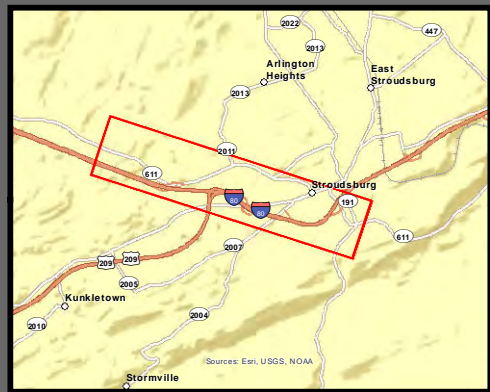 2022
447
2013
Arlington
Heights
East
Stroudsburg
2013
2011
611
Stroudsburg
80
191
80
611
2007
209
209
2005
Kunkletown
2004
2010
Sources: Esri, USGS, NOAA
Stormville